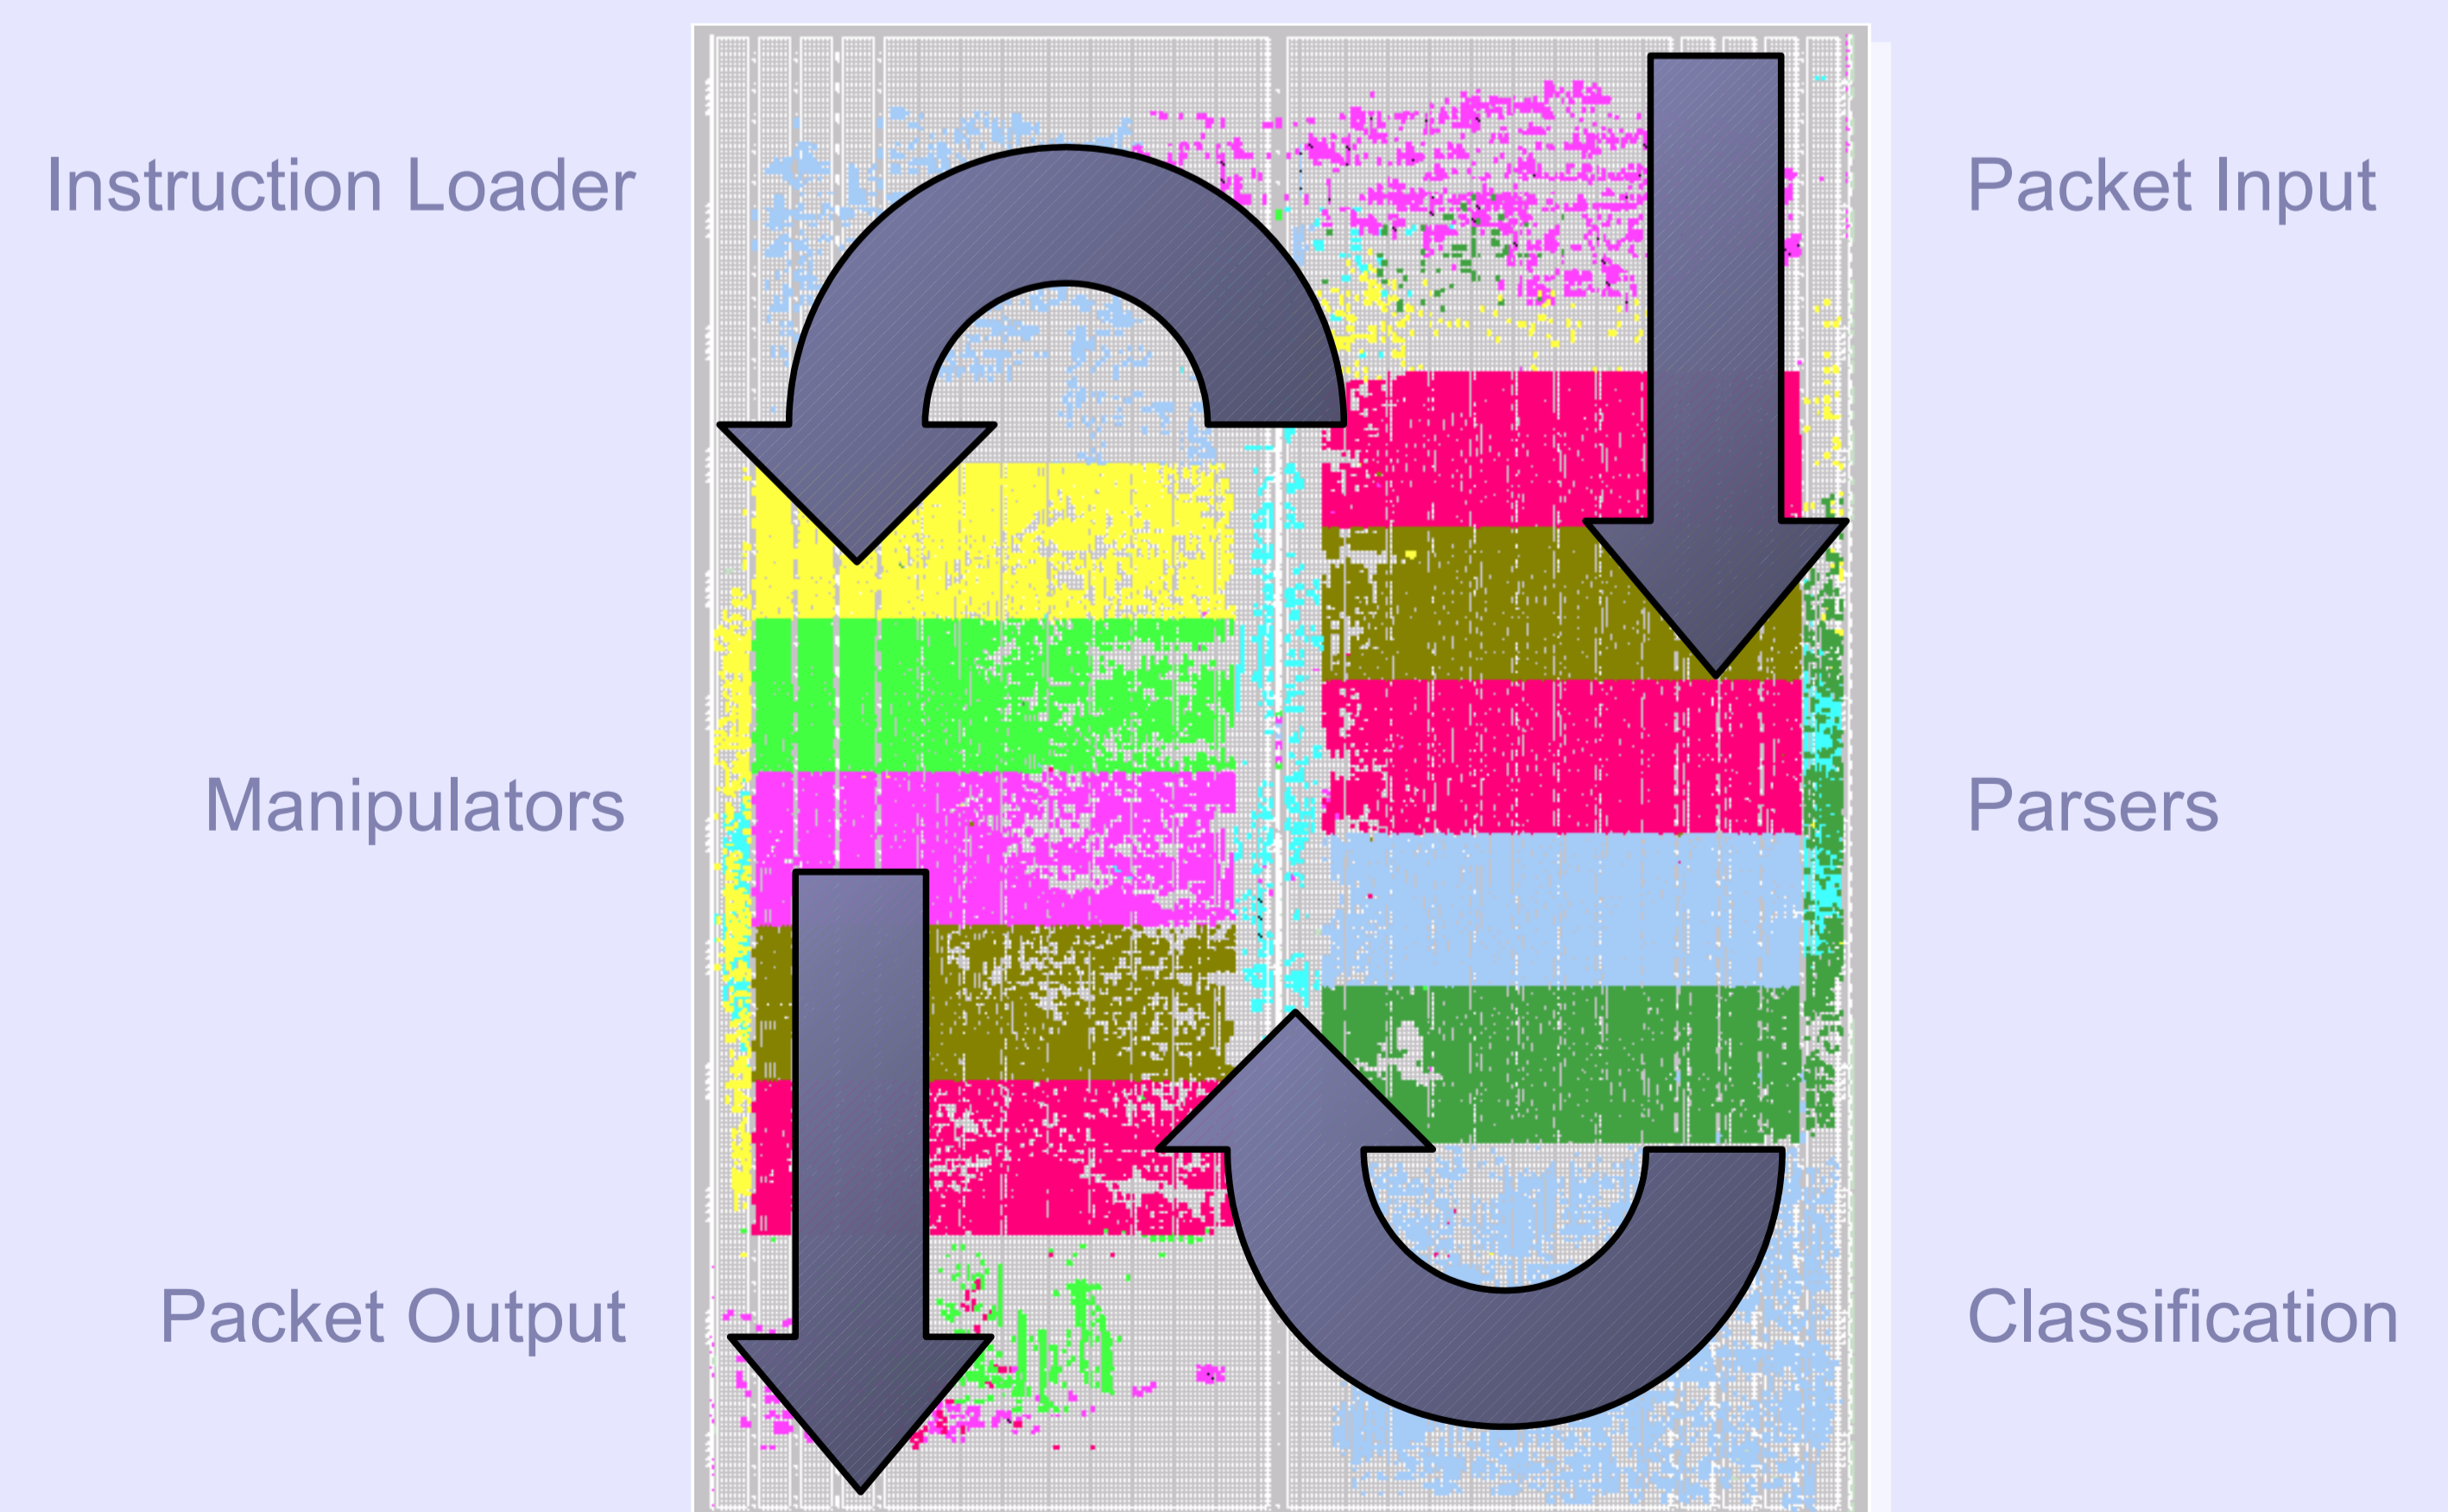 Instruction Loader
Packet Input
Manipulators
Parsers
Packet Output
Classification